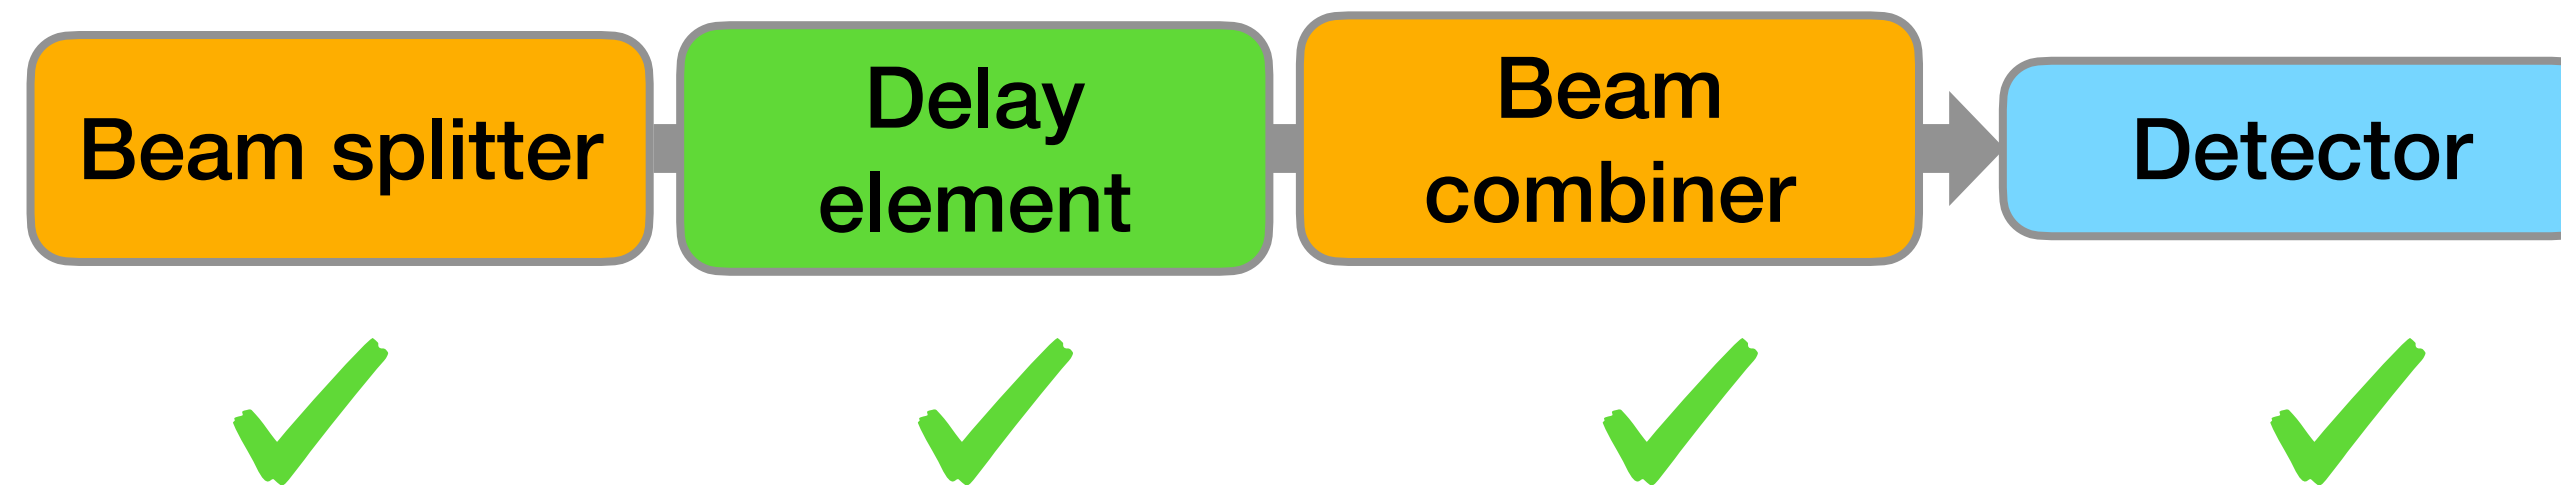 Beam splitter
Delay
element
Beam
combiner
Detector